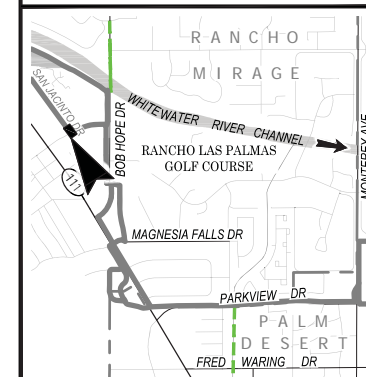 RANCHO
MIRAGE
SAN JACINTO DR
BOB HOPE DR
WHITEWATER RIVER CHANNEL
RANCHO LAS PALMAS
GOLF COURSE
MONTEREY AVE
111
MAGNESIA FALLS DR
PARKVIEW DR
PALM
DESERT
FRED WARING DR